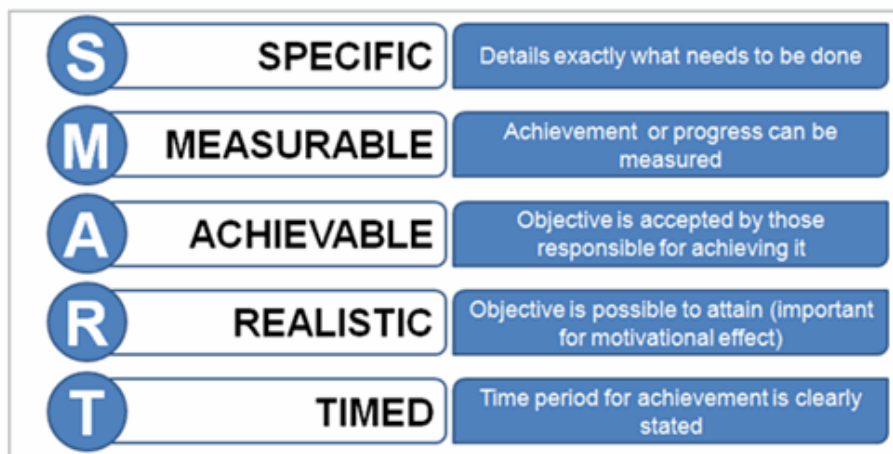 S SPECIFIC Details exactly what needs to be done
M MEASURABLE Achievement or progress can be
measured
A ACHIEVABLE Objective is accepted by those
responsible for achieving it
R REALISTIC Objective is possible to attain (important
for motivational effect)
T TIMED Time period for achievement is clearly
stated